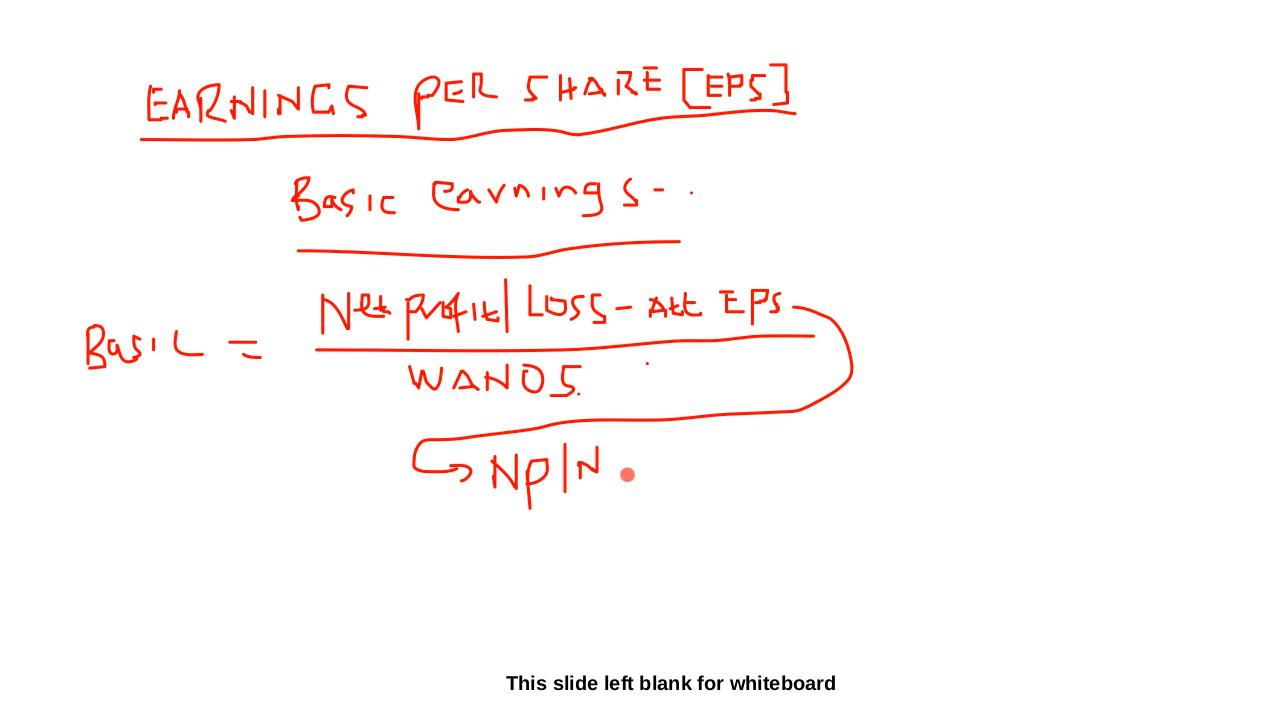 EARNINGS PER SHARE [EPS]
Basic earnings - .
Net profit/LOSS - Att EPS
Basic =
WANOS.
NP/N
This slide left blank for whiteboard